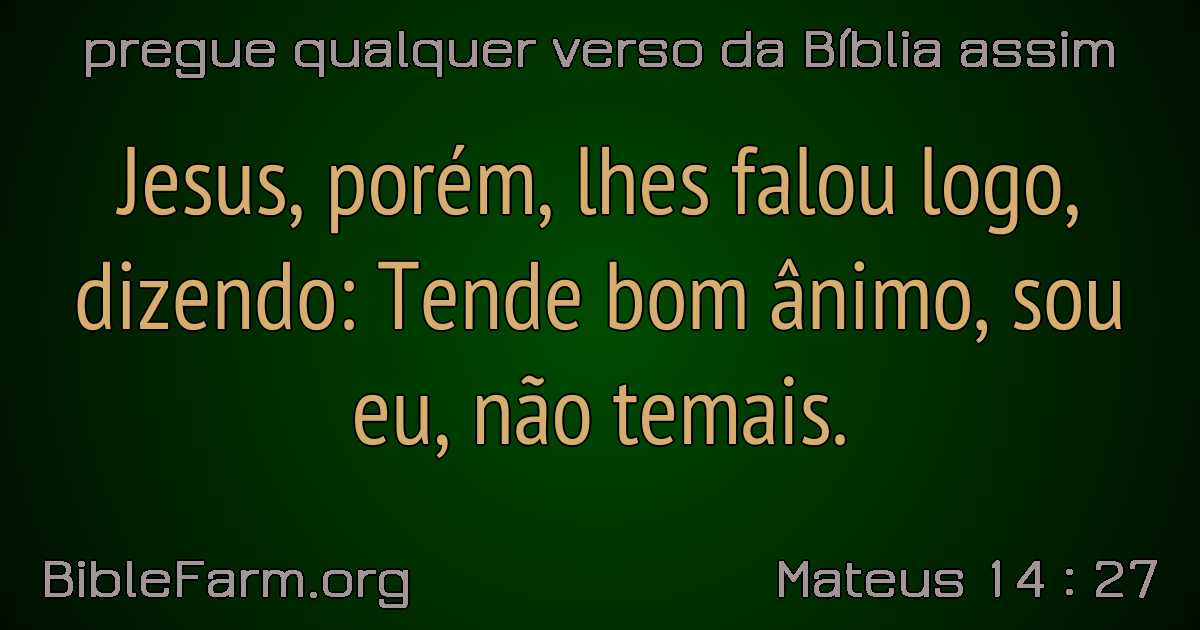 pregue qualquer verso da Bíblia assim
Jesus, porém, lhes falou logo,
dizendo: Tende bom ânimo, sou
eu, não temais.
BibleFarm.org
Mateus 14 : 27